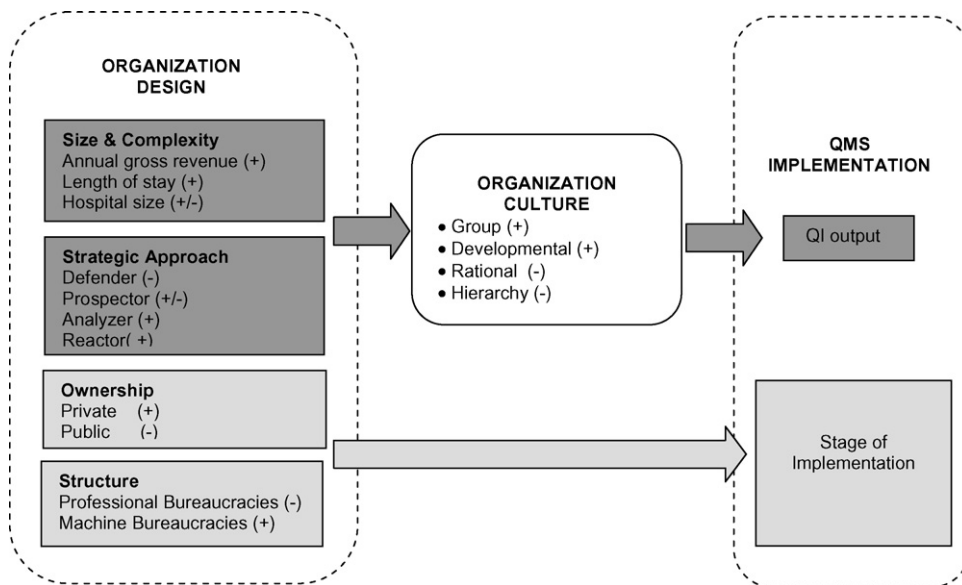 ORGANIZATION
DESIGN
Size & Complexity
Annual gross revenue (+)
Length of stay (+)
Hospital size (+/-)
Strategic Approach
Defender (-)
Prospector (+/-)
Analyzer (+)
Reactor( +)
Ownership
Private (+)
Public (-)
Structure
Professional Bureaucracies (-)
Machine Bureaucracies (+)
ORGANIZATION
CULTURE
• Group (+)
• Developmental (+)
• Rational (-)
• Hierarchy (-)
QMS
IMPLEMENTATION
QI output
Stage of
Implementation